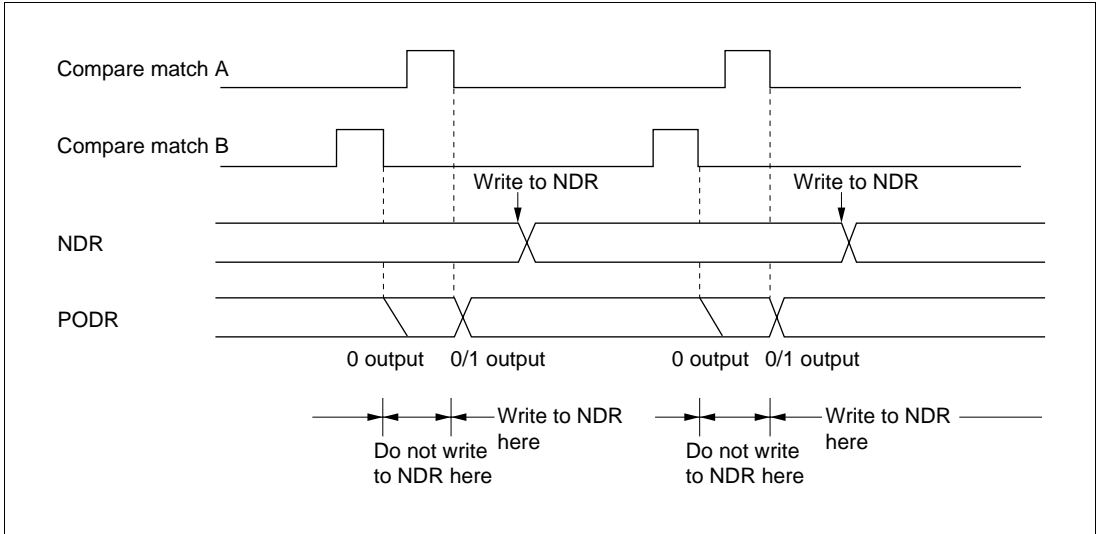 Compare match A
Compare match B
Write to NDR Write to NDR
NDR
PODR
0 output 0/1 output 0 output 0/1 output
Write to NDR
here
Do not write
to NDR here
Write to NDR
here
Do not write
to NDR here